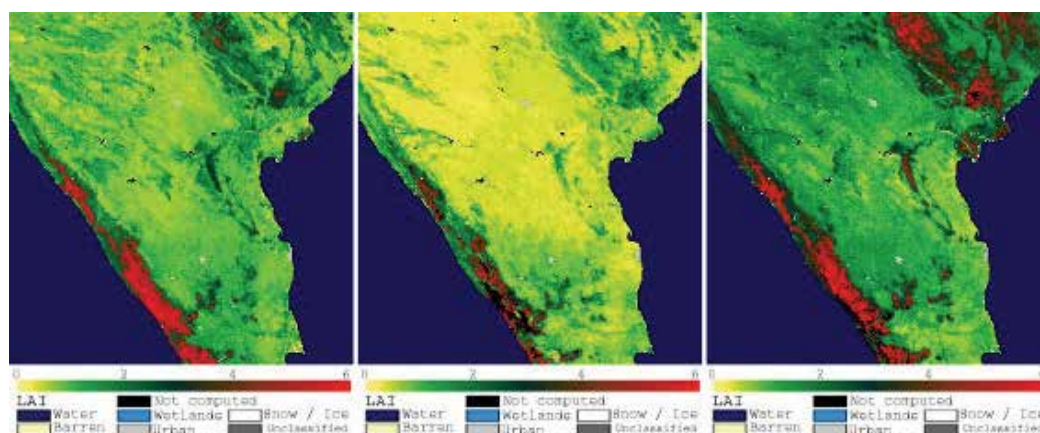 0 2 4 6
LAI Not computed
Water Wetlands Snow / Ice
Barren Urban Unclassified
0 2 4 6
LAI Not computed
Water Wetlands Snow / Ice
Barren Urban Unclassified
0 2 4 6
LAI Not computed
Water Wetlands Snow / Ice
Barren Urban Unclassified